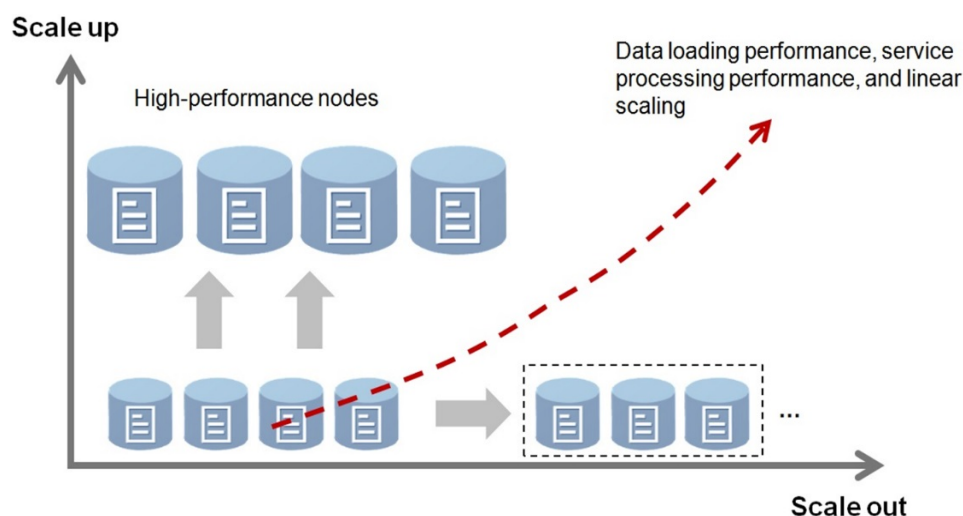 Scale up
Data loading performance, service
processing performance, and linear
scaling
High-performance nodes
...
Scale out